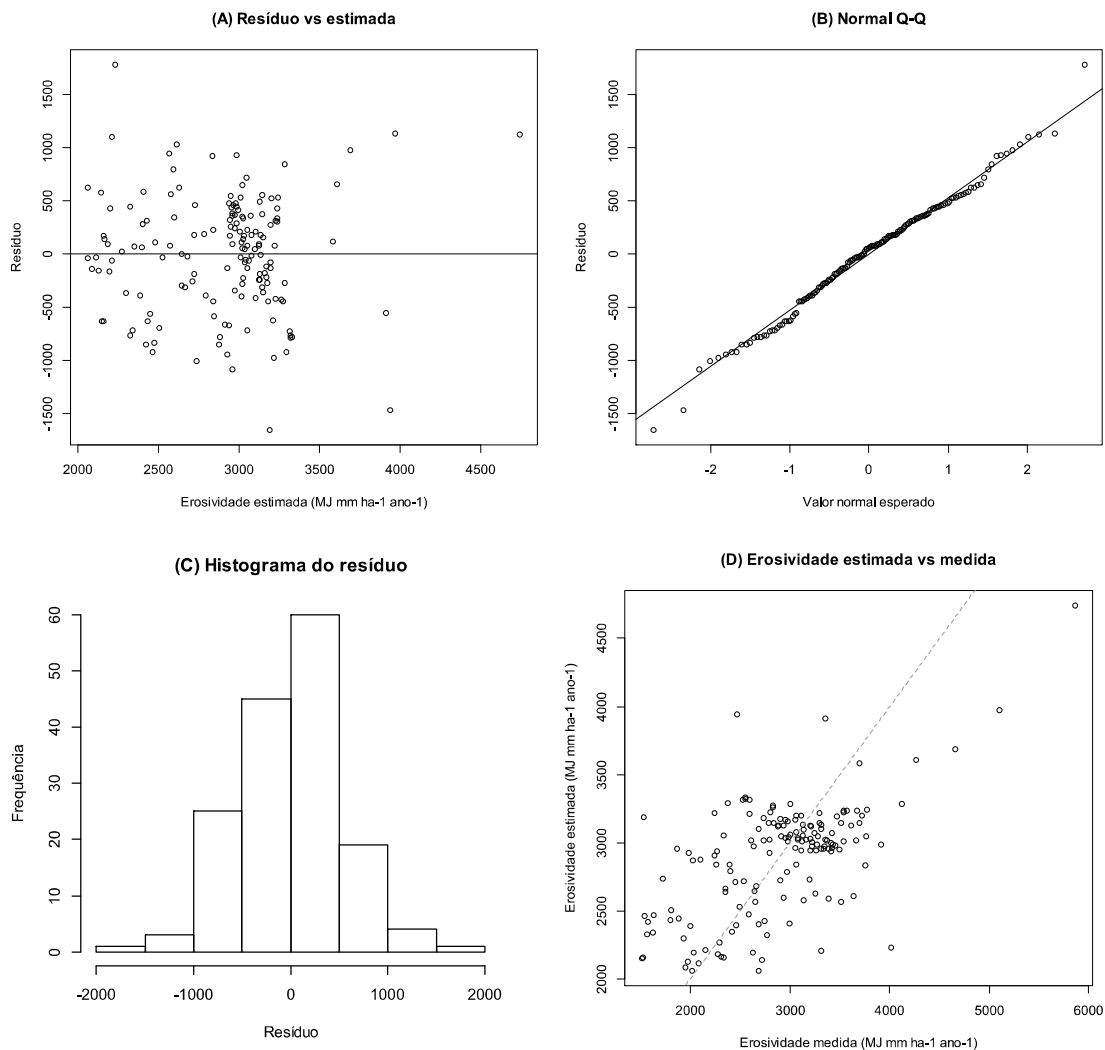 (A) Resíduo vs estimada
Resíduo
1500
1000
500
0
-500
-1000
-1500
2000 2500 3000 3500 4000 4500
Erosividade estimada (MJ mm ha-1 ano-1)
(B) Normal Q-Q
Resíduo
1500
1000
500
0
-500
-1000
-1500
-2 -1 0 1 2
Valor normal esperado
(C) Histograma do resíduo
Frequência
60
50
40
30
20
10
0
-2000 -1000 0 1000 2000
Resíduo
(D) Erosividade estimada vs medida
Erosividade estimada (MJ mm ha-1 ano-1)
4500
4000
3500
3000
2500
2000
2000 3000 4000 5000 6000
Erosividade medida (MJ mm ha-1 ano-1)